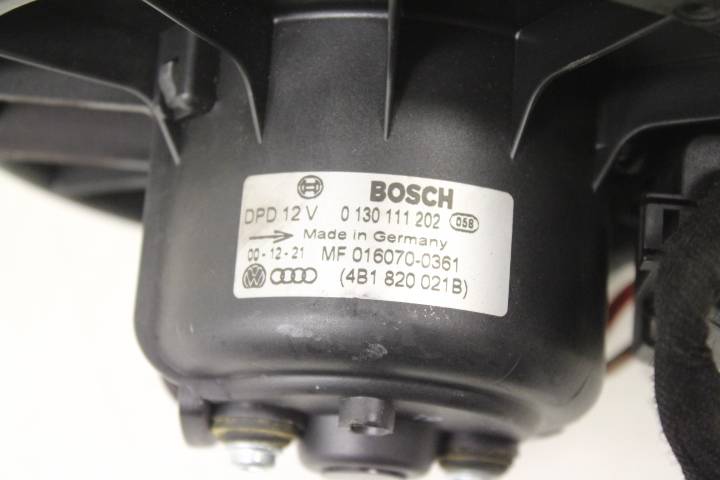 BOSCH
DPD 12 V 0 130 111 202 058
Made in Germany
00-12-21 MF 016070-0361
(4B1 820 021B)